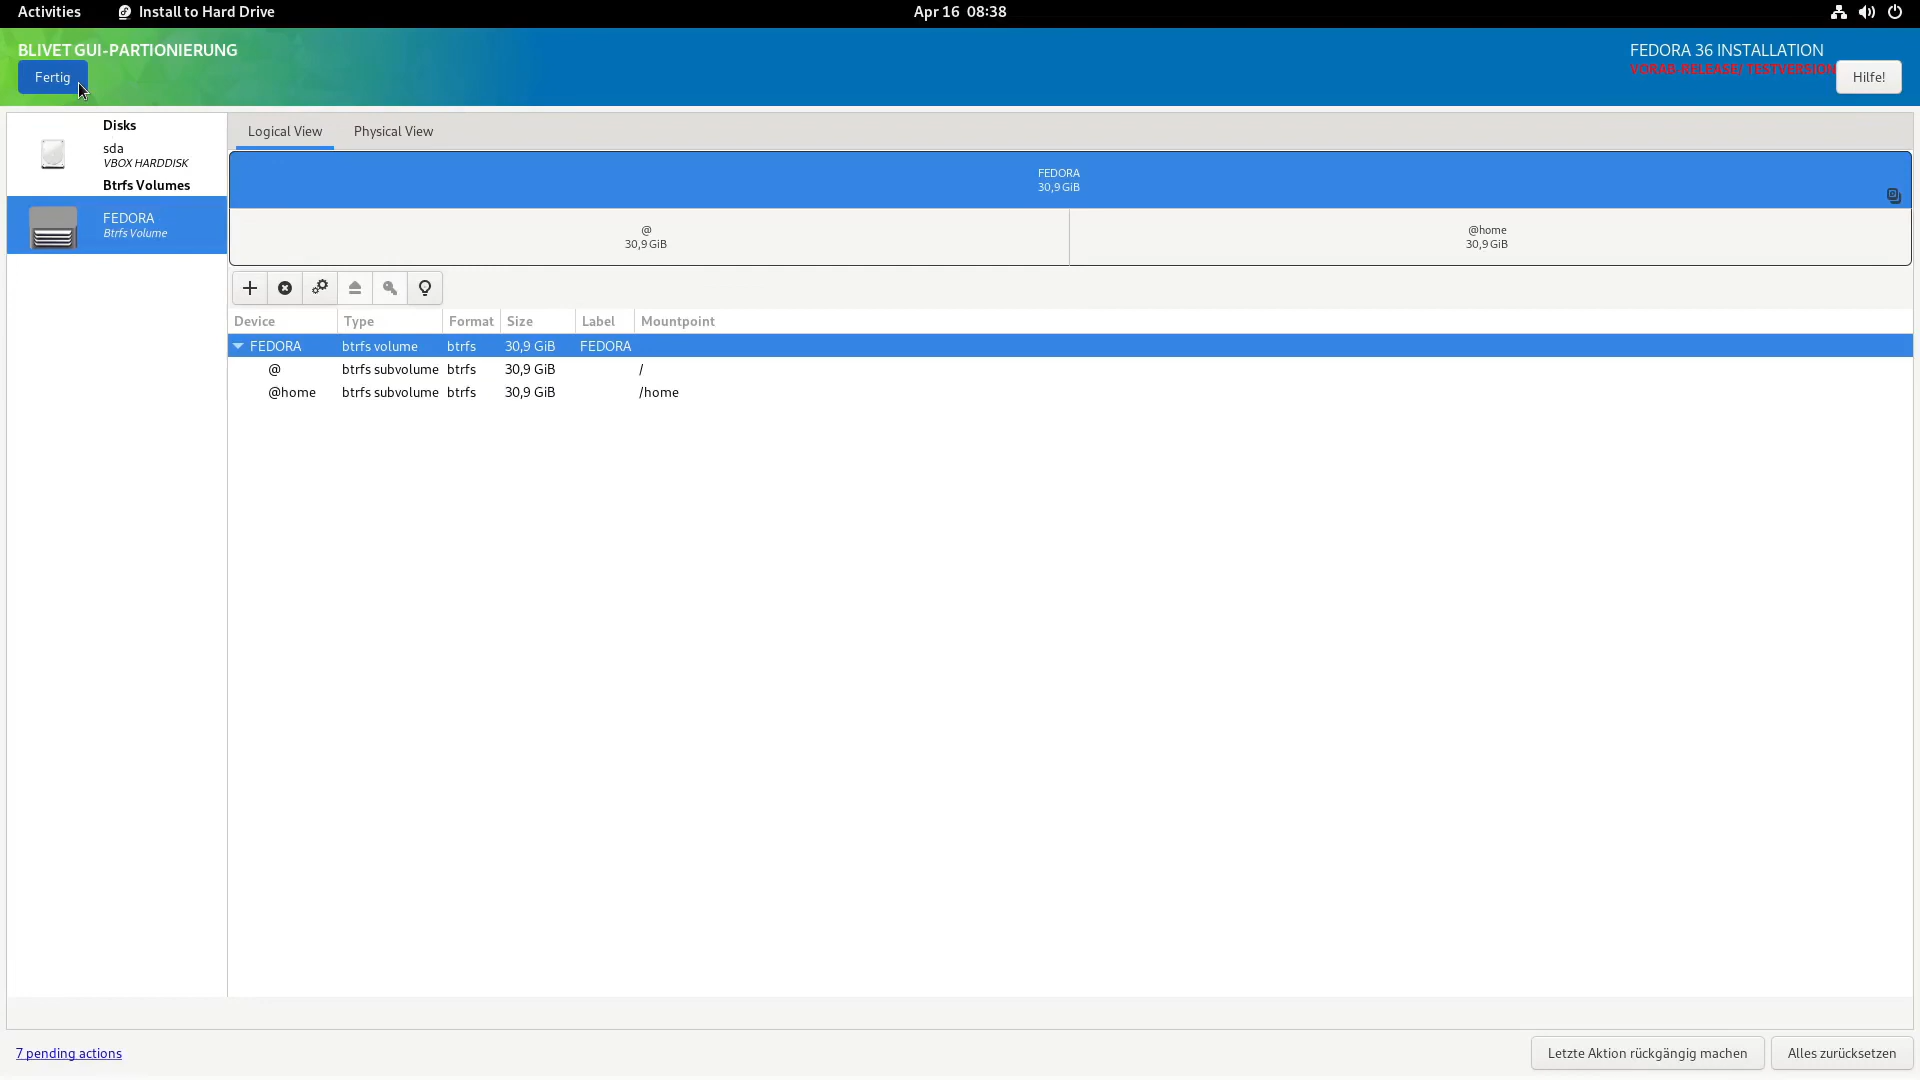 Activities
Install to Hard Drive
Apr 16 08:38
BLIVET GUI-PARTIONIERUNG
FEDORA 36 INSTALLATION
Fertig
VORAB-RELEASE/ TESTVERSION
Hilfe!
Disks
sda
VBOX HARDDISK
Btrfs Volumes
FEDORA
Btrfs Volume
Logical View
Physical View
FEDORA
30,9 GiB
@
30,9 GiB
@home
30,9 GiB
Device Type Format Size Label Mountpoint
FEDORA btrfs volume btrfs 30,9 GiB FEDORA
@ btrfs subvolume btrfs 30,9 GiB /
@home btrfs subvolume btrfs 30,9 GiB /home
7 pending actions
Letzte Aktion rückgängig machen
Alles zurücksetzen